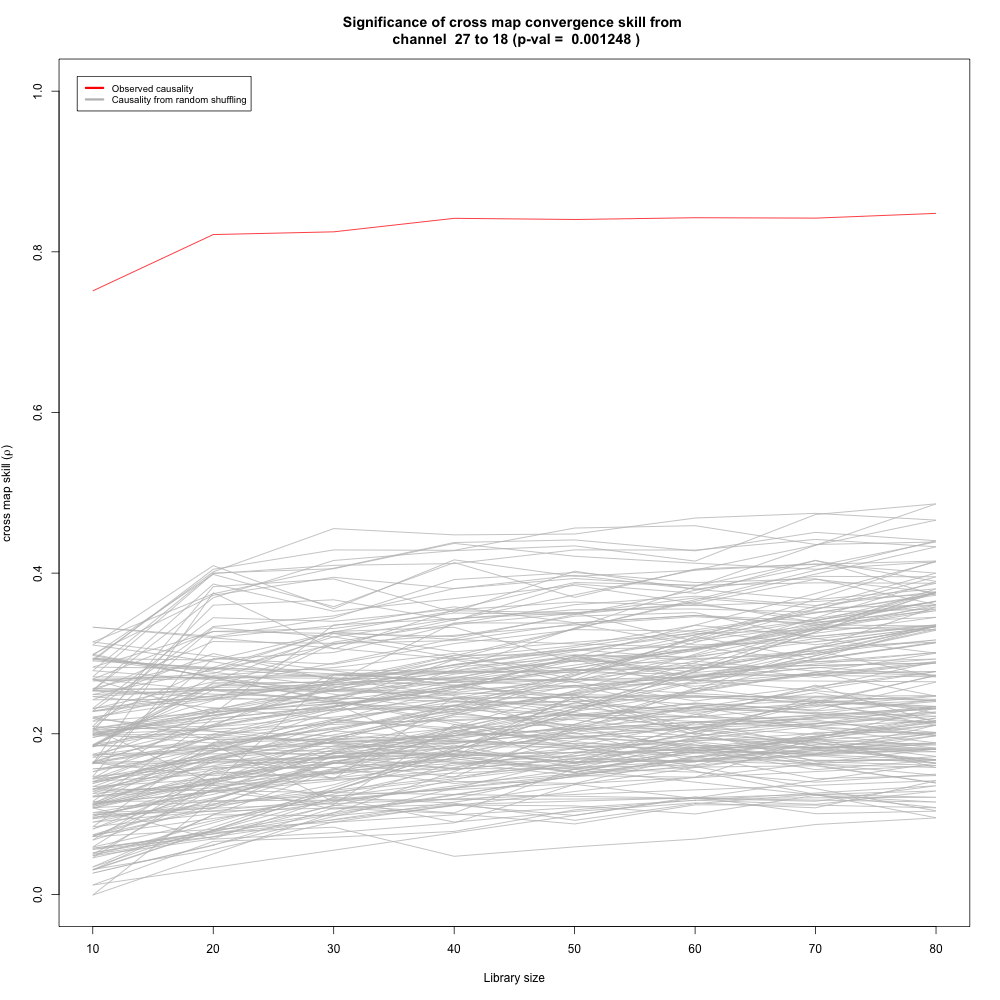 Significance of cross map convergence skill from
channel  27 to 18 (p-val =  0.001248 )
Observed causality
Causality from random shuffling
cross map skill (ρ)
1.0
0.8
0.6
0.4
0.2
0.0
10 20 30 40 50 60 70 80
Library size